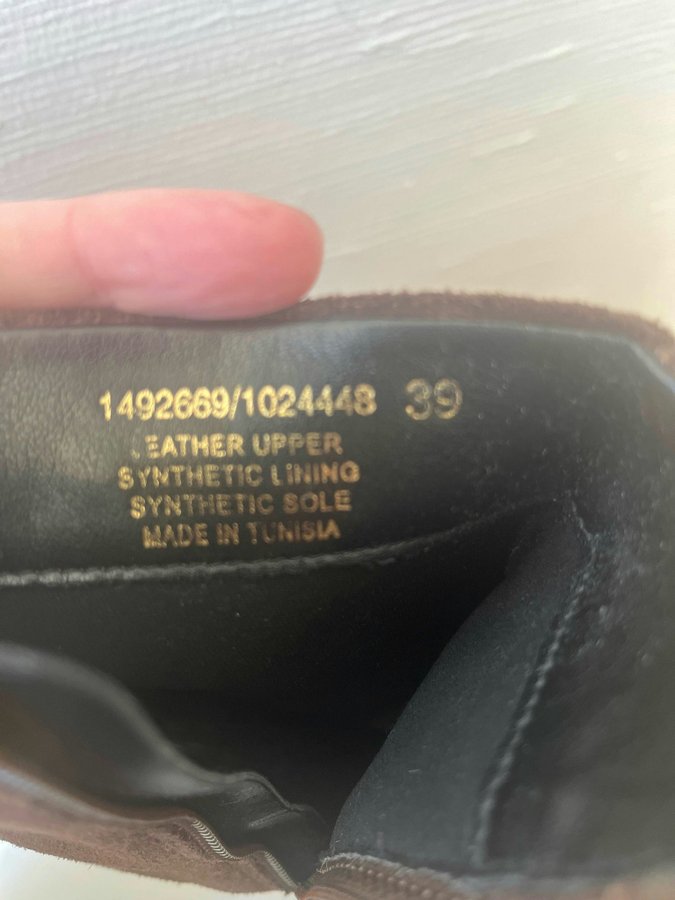 1492669/1024448 39
LEATHER UPPER
SYNTHETIC LINING
SYNTHETIC SOLE
MADE IN TUNISIA